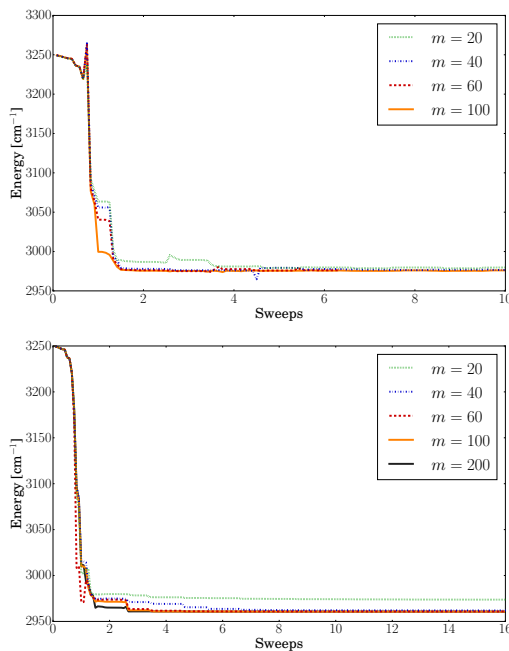 3300
3250
3200
3150
3100
3050
3000
2950
Energy [cm⁻¹]
0 2 4 6 8 10
Sweeps
m = 20
m = 40
m = 60
m = 100
3250
3200
3150
3100
3050
3000
2950
Energy [cm⁻¹]
0 2 4 6 8 10 12 14 16
Sweeps
m = 20
m = 40
m = 60
m = 100
m = 200